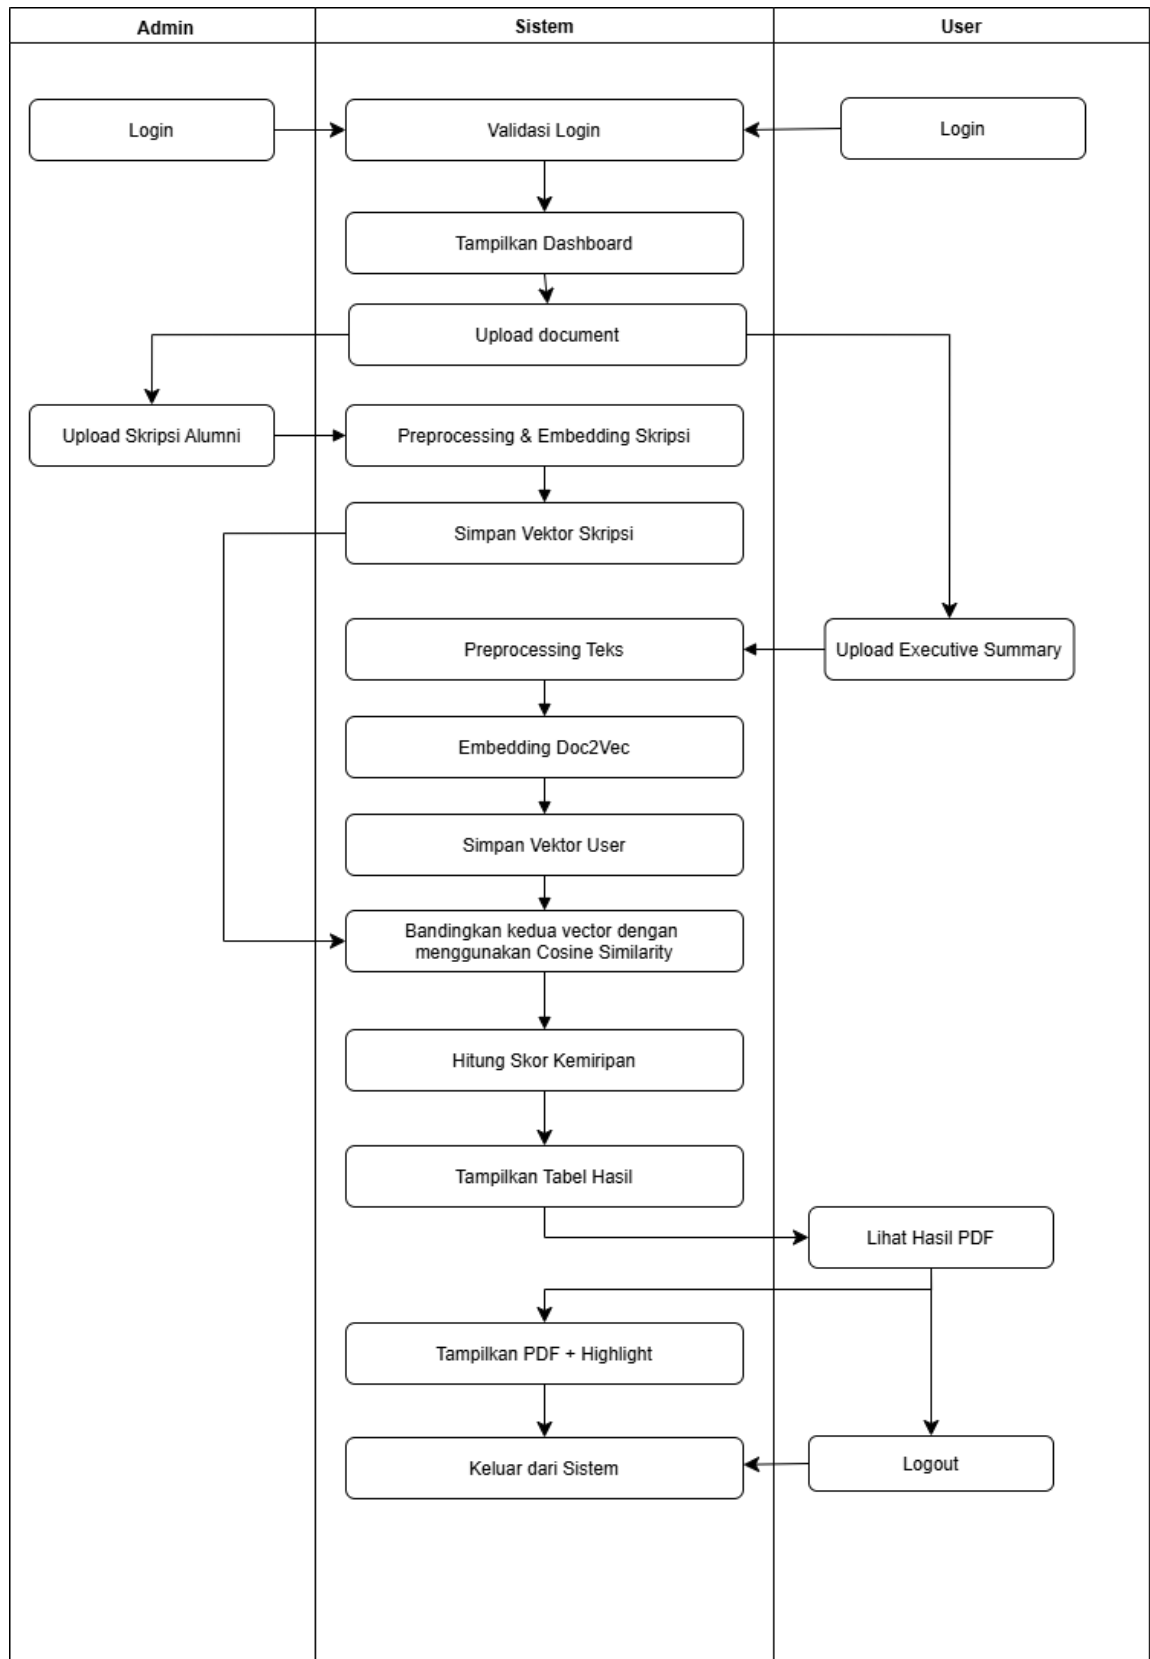 Admin
Sistem
User
Login
Validasi Login
Login
Tampilkan Dashboard
Upload document
Upload Skripsi Alumni
Preprocessing & Embedding Skripsi
Simpan Vektor Skripsi
Preprocessing Teks
Upload Executive Summary
Embedding Doc2Vec
Simpan Vektor User
Bandingkan kedua vector dengan
menggunakan Cosine Similarity
Hitung Skor Kemiripan
Tampilkan Tabel Hasil
Lihat Hasil PDF
Tampilkan PDF + Highlight
Keluar dari Sistem
Logout